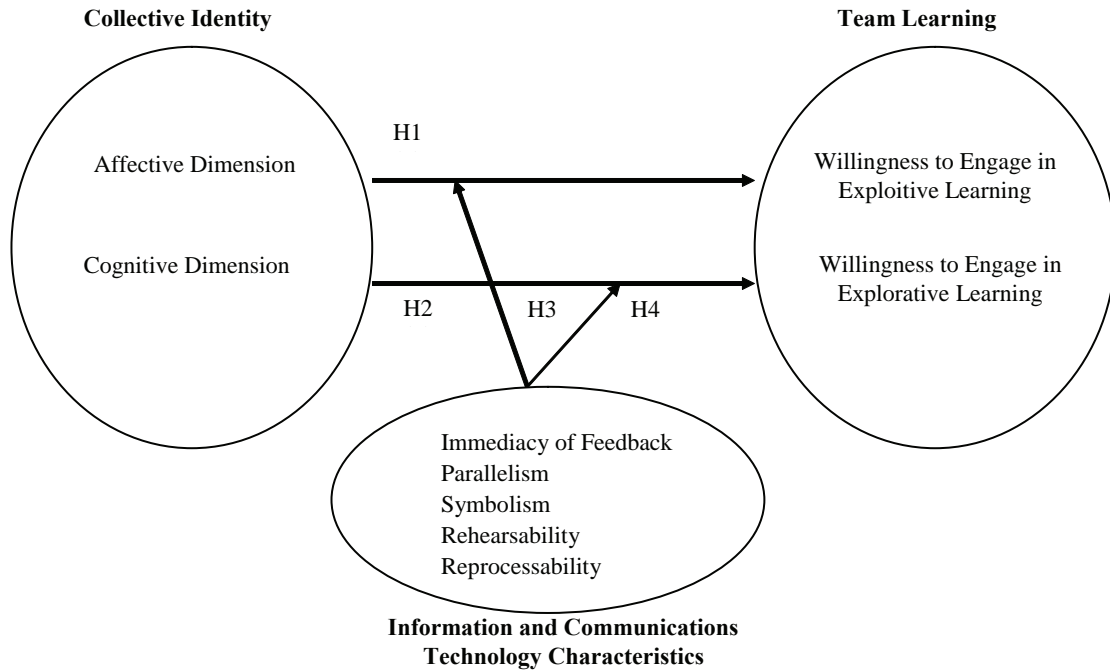 Collective Identity
Team Learning
H1
Affective Dimension
Willingness to Engage in
Exploitive Learning
Cognitive Dimension
Willingness to Engage in
Explorative Learning
H2
H3
H4
Immediacy of Feedback
Parallelism
Symbolism
Rehearsability
Reprocessability
Information and Communications
Technology Characteristics